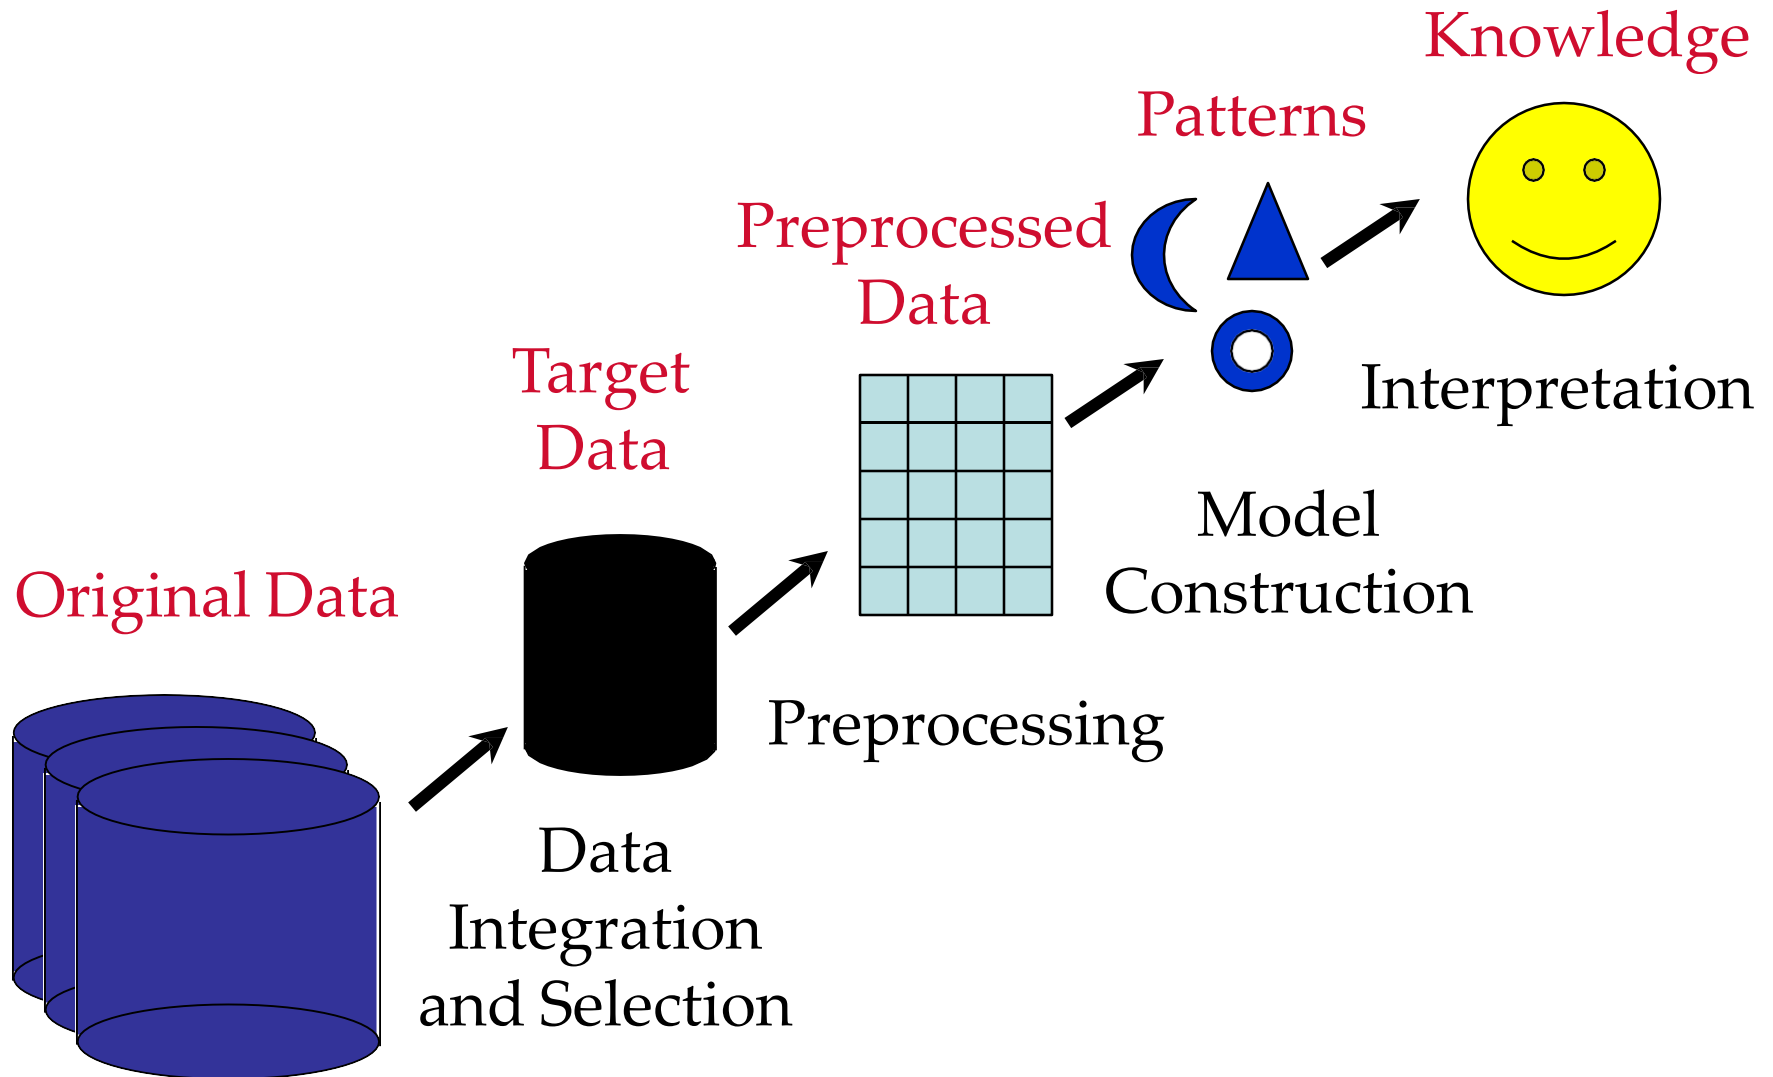 Knowledge
Patterns
Preprocessed
Data
Target
Data
Interpretation
Model
Construction
Original Data
Preprocessing
Data
Integration
and Selection